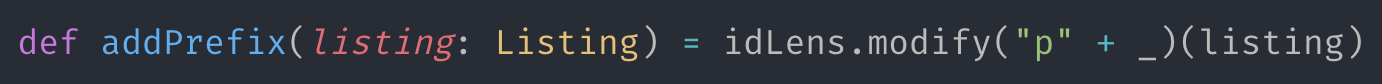 def addPrefix(listing: Listing) = idLens.modify("p" + _)(listing)